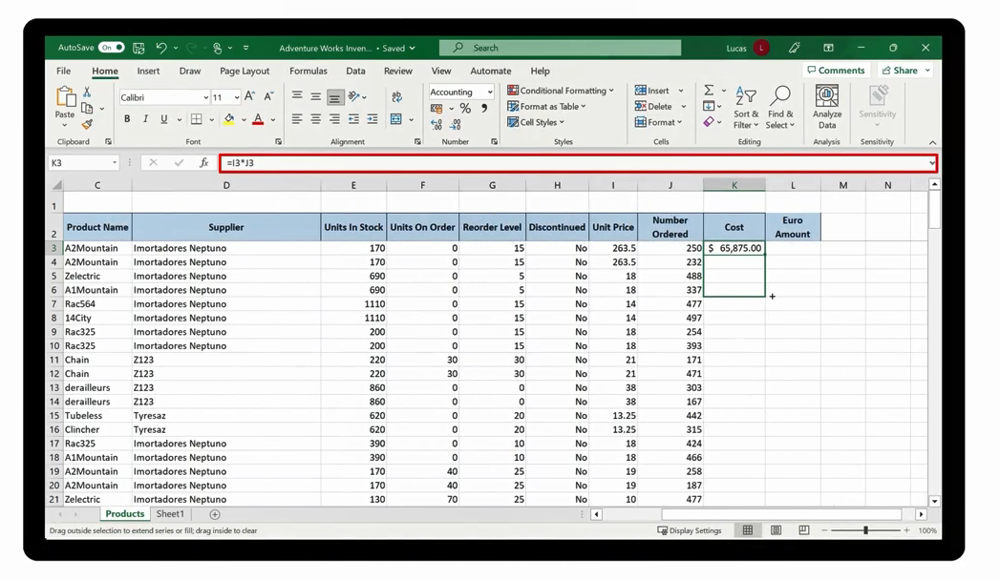 AutoSave On Adventure Works Inven... • Saved Search Lucas L
File Home Insert Draw Page Layout Formulas Data Review View Automate Help Comments Share
Paste Calibri 11 A A B I U A Accounting % , Conditional Formatting Format as Table Cell Styles Insert Delete Format Sort & Filter Find & Select Analyze Data Sensitivity
Clipboard Font Alignment Number Styles Cells Editing Analysis Sensitivity
K3 fx =I3*J3
C D E F G H I J K L M N
1
2 Product Name Supplier Units In Stock Units On Order Reorder Level Discontinued Unit Price Number Ordered Cost Euro Amount
3 A2Mountain Imortadores Neptuno 170 0 15 No 263.5 250 $ 65,875.00
4 A2Mountain Imortadores Neptuno 170 0 15 No 263.5 232
5 Zelectric Imortadores Neptuno 690 0 5 No 18 488
6 A1Mountain Imortadores Neptuno 690 0 5 No 18 337
7 Rac564 Imortadores Neptuno 1110 0 15 No 14 477
8 14City Imortadores Neptuno 1110 0 15 No 14 497
9 Rac325 Imortadores Neptuno 200 0 15 No 18 254
10 Rac325 Imortadores Neptuno 200 0 15 No 18 393
11 Chain Z123 220 30 30 No 21 171
12 Chain Z123 220 30 30 No 21 471
13 derailleurs Z123 860 0 0 No 38 303
14 derailleurs Z123 860 0 0 No 38 167
15 Tubeless Tyresaz 620 0 20 No 13.25 442
16 Clincher Tyresaz 620 0 20 No 13.25 315
17 Rac325 Imortadores Neptuno 390 0 10 No 18 424
18 A1Mountain Imortadores Neptuno 390 0 10 No 18 466
19 A2Mountain Imortadores Neptuno 170 40 25 No 19 258
20 A2Mountain Imortadores Neptuno 170 40 25 No 19 187
21 Zelectric Imortadores Neptuno 130 70 25 No 10 477
Products Sheet1
Drag outside selection to extend series or fill; drag inside to clear Display Settings 100%